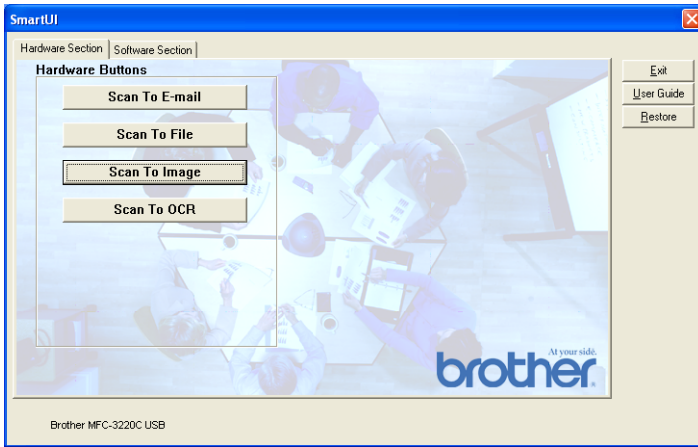 SmartUI
Hardware Section
Software Section
Hardware Buttons
Scan To E-mail
Scan To File
Scan To Image
Scan To OCR
Exit
User Guide
Restore
At your side.
brother
Brother MFC-3220C USB